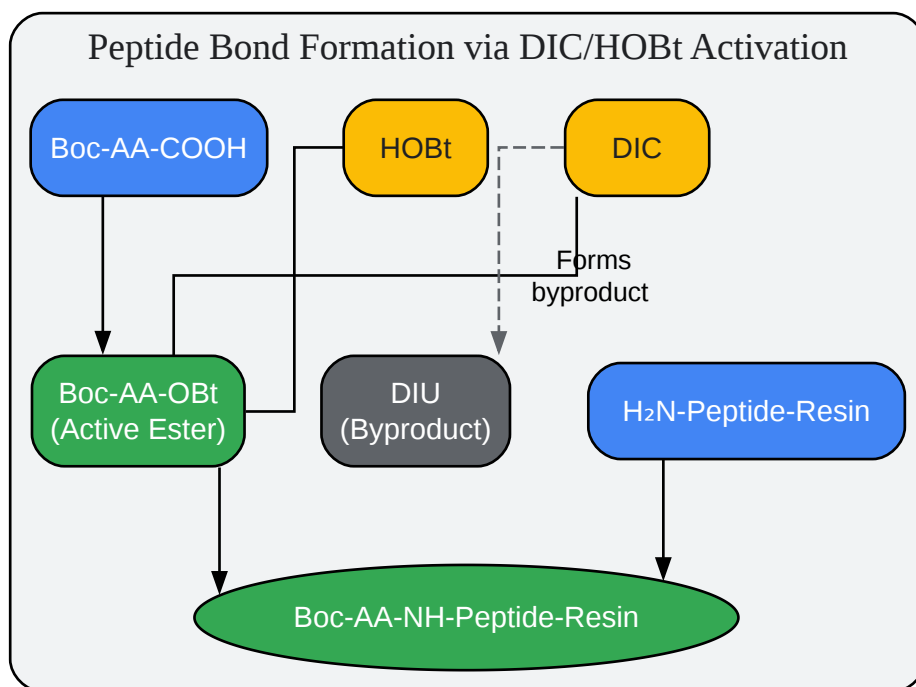 Peptide Bond Formation via DIC/HOBt Activation
Boc-AA-COOH
HOBt
DIC
Forms
byproduct
Boc-AA-OBt
(Active Ester)
DIU
(Byproduct)
H₂N-Peptide-Resin
Boc-AA-NH-Peptide-Resin